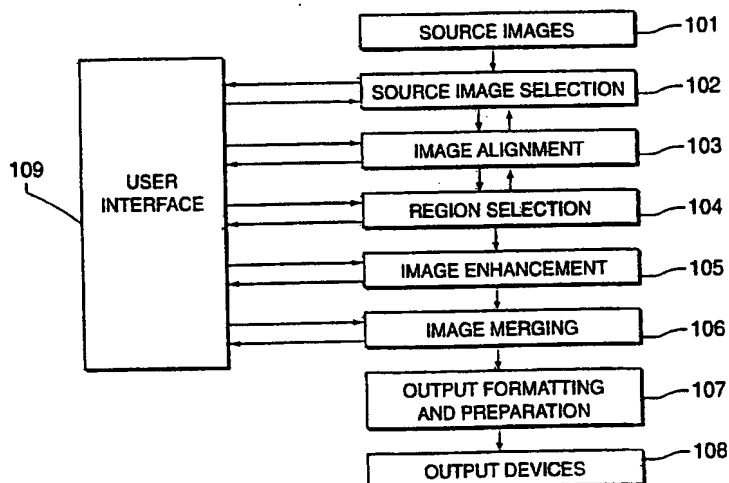 SOURCE IMAGES
101
SOURCE IMAGE SELECTION
102
IMAGE ALIGNMENT
103
109
USER
INTERFACE
REGION SELECTION
104
IMAGE ENHANCEMENT
105
IMAGE MERGING
106
OUTPUT FORMATTING
AND PREPARATION
107
OUTPUT DEVICES
108